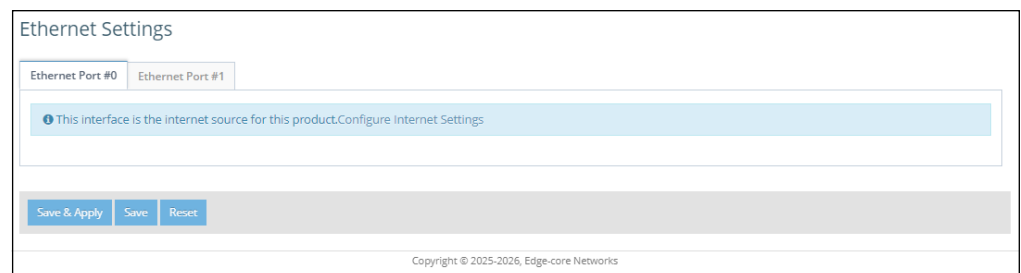 Ethernet Settings
Ethernet Port #0 Ethernet Port #1
This interface is the internet source for this product.Configure Internet Settings
Save & Apply Save Reset
Copyright © 2025-2026, Edge-core Networks